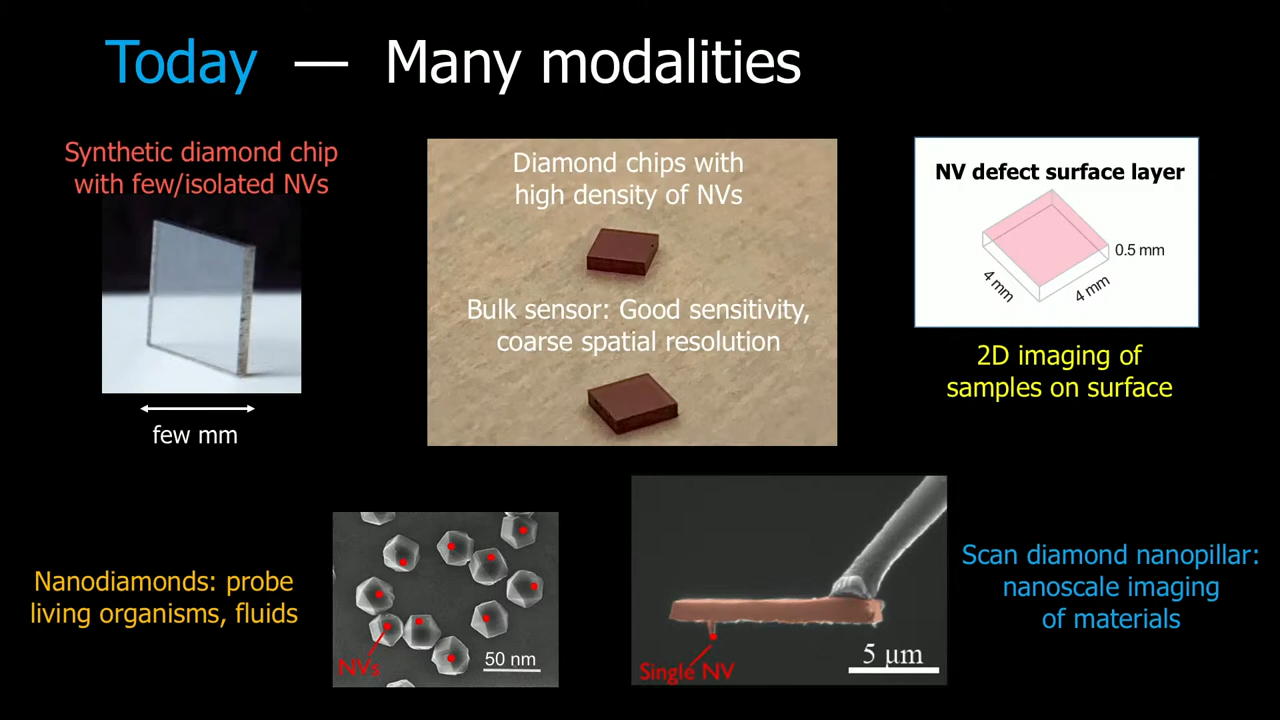 Today — Many modalities
Synthetic diamond chip
with few/isolated NVs
few mm
Diamond chips with
high density of NVs
Bulk sensor: Good sensitivity,
coarse spatial resolution
NV defect surface layer
0.5 mm
4 mm
4 mm
2D imaging of
samples on surface
Nanodiamonds: probe
living organisms, fluids
NVs
50 nm
Single NV
5 μm
Scan diamond nanopillar:
nanoscale imaging
of materials